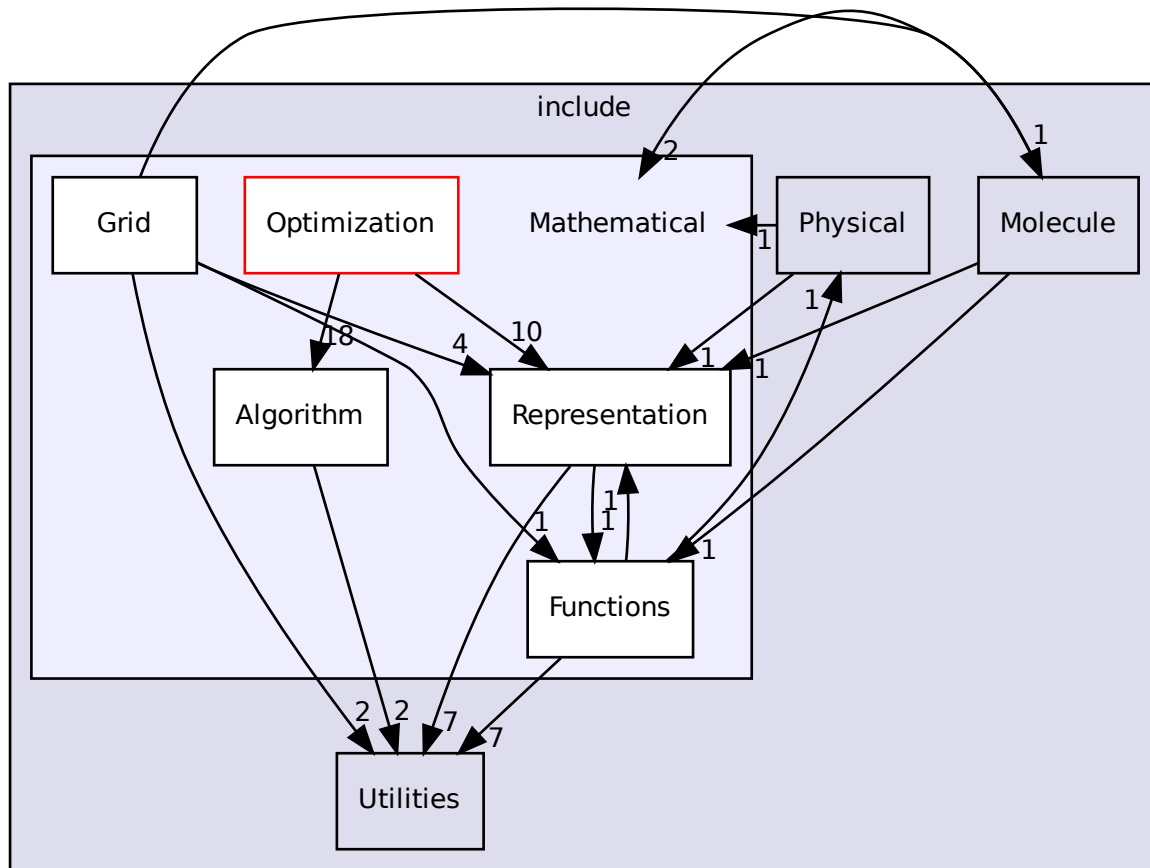 include
1
2
Grid
Optimization
Mathematical
Physical
Molecule
1
1
18
4
10
1
1
Algorithm
Representation
1
1
1
1
Functions
2
2
7
7
Utilities